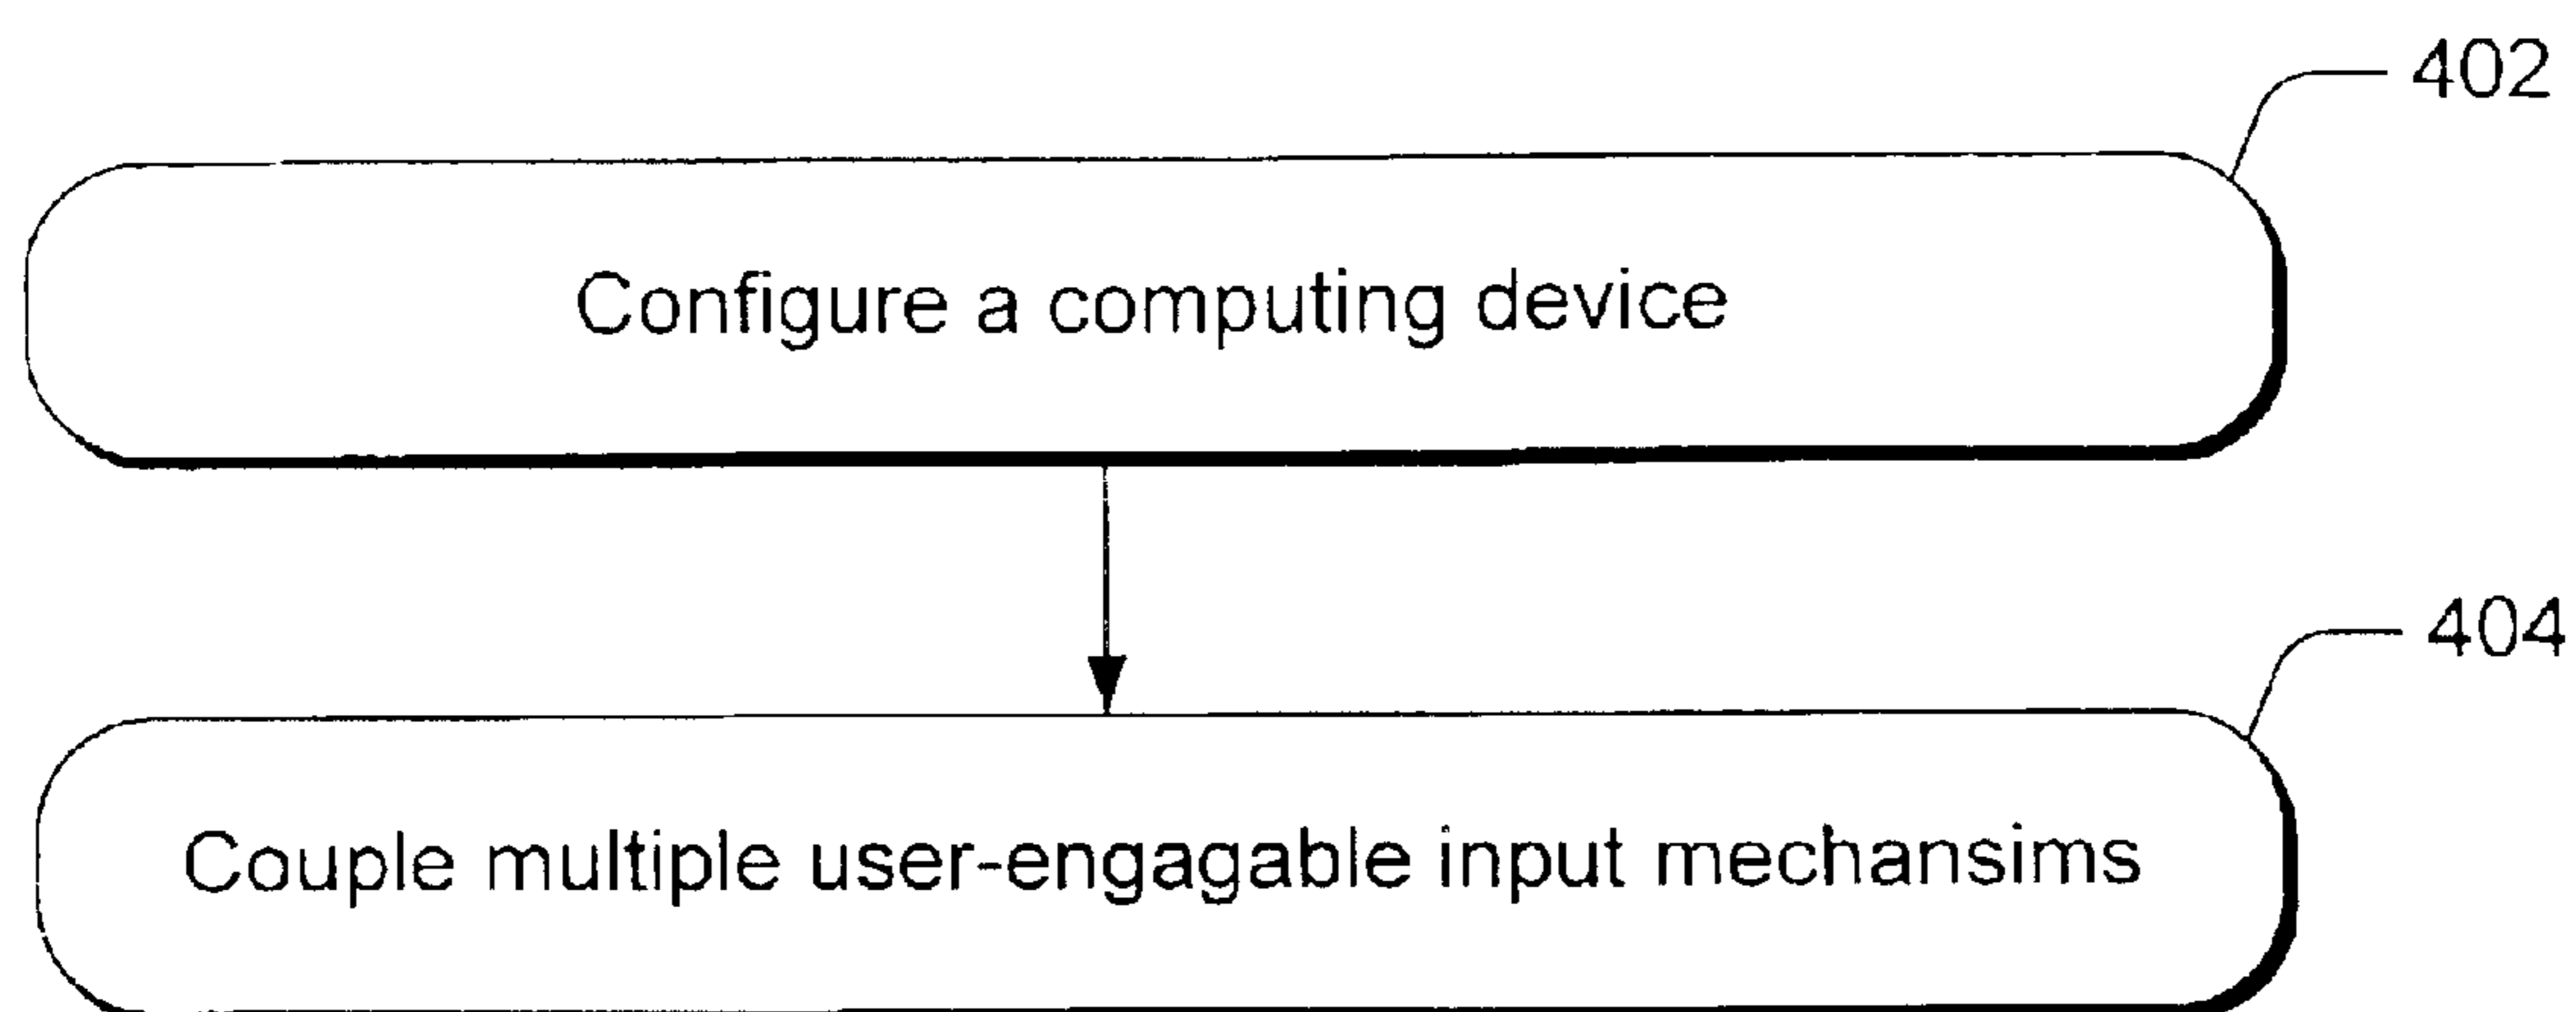 402
Configure a computing device
404
Couple multiple user-engagable input mechansims